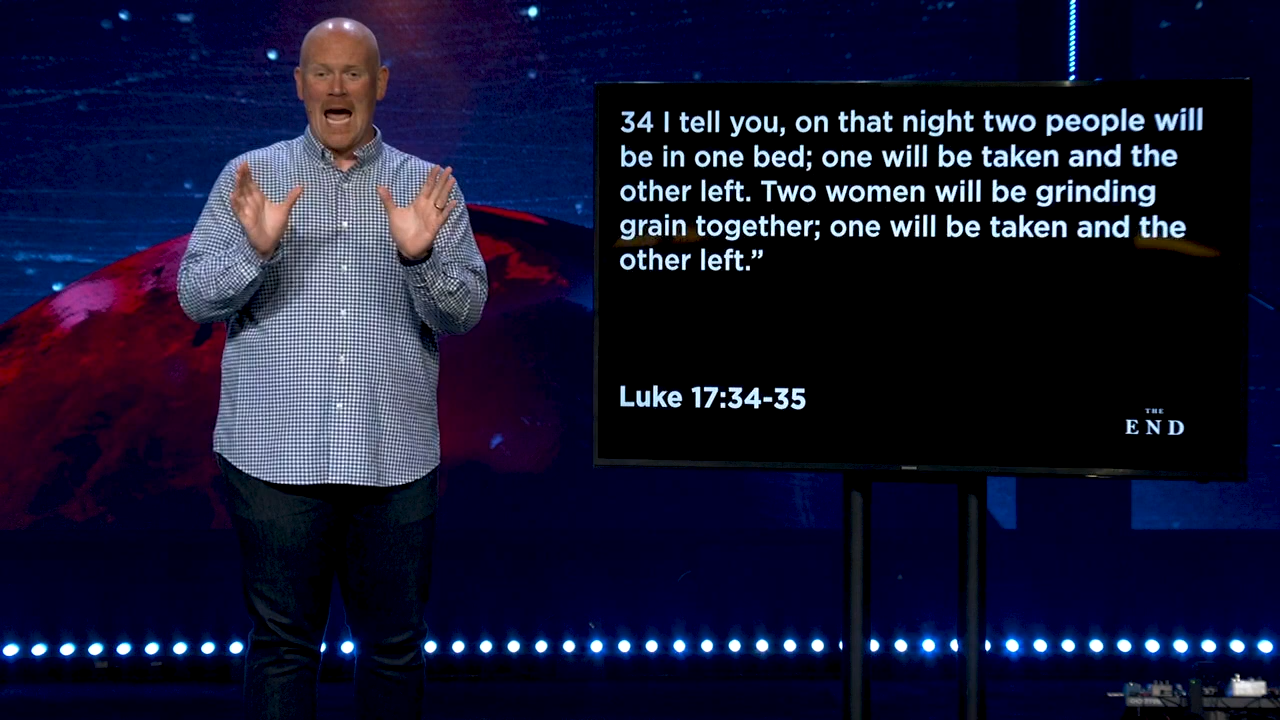 34 I tell you, on that night two people will
be in one bed; one will be taken and the
other left. Two women will be grinding
grain together; one will be taken and the
other left.”
Luke 17:34-35
THE
END